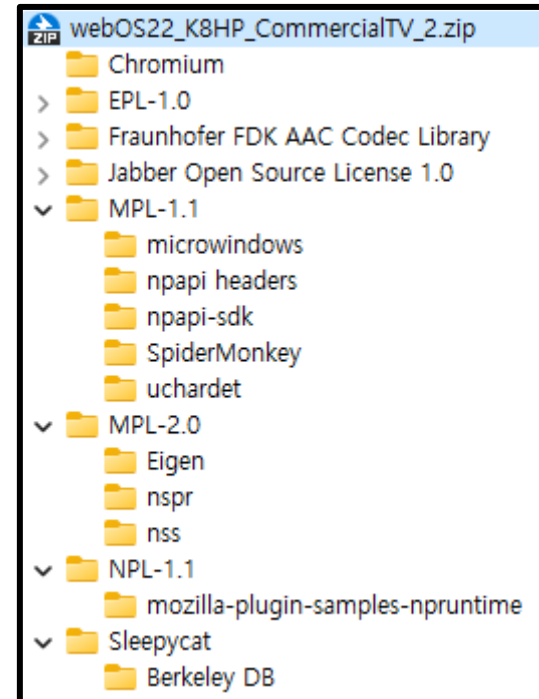 ZIP
webOS22_K8HP_CommercialTV_2.zip
Chromium
EPL-1.0
Fraunhofer FDK AAC Codec Library
Jabber Open Source License 1.0
MPL-1.1
microwindows
npapi headers
npapi-sdk
SpiderMonkey
uchardet
MPL-2.0
Eigen
nspr
nss
NPL-1.1
mozilla-plugin-samples-npruntime
Sleepycat
Berkeley DB